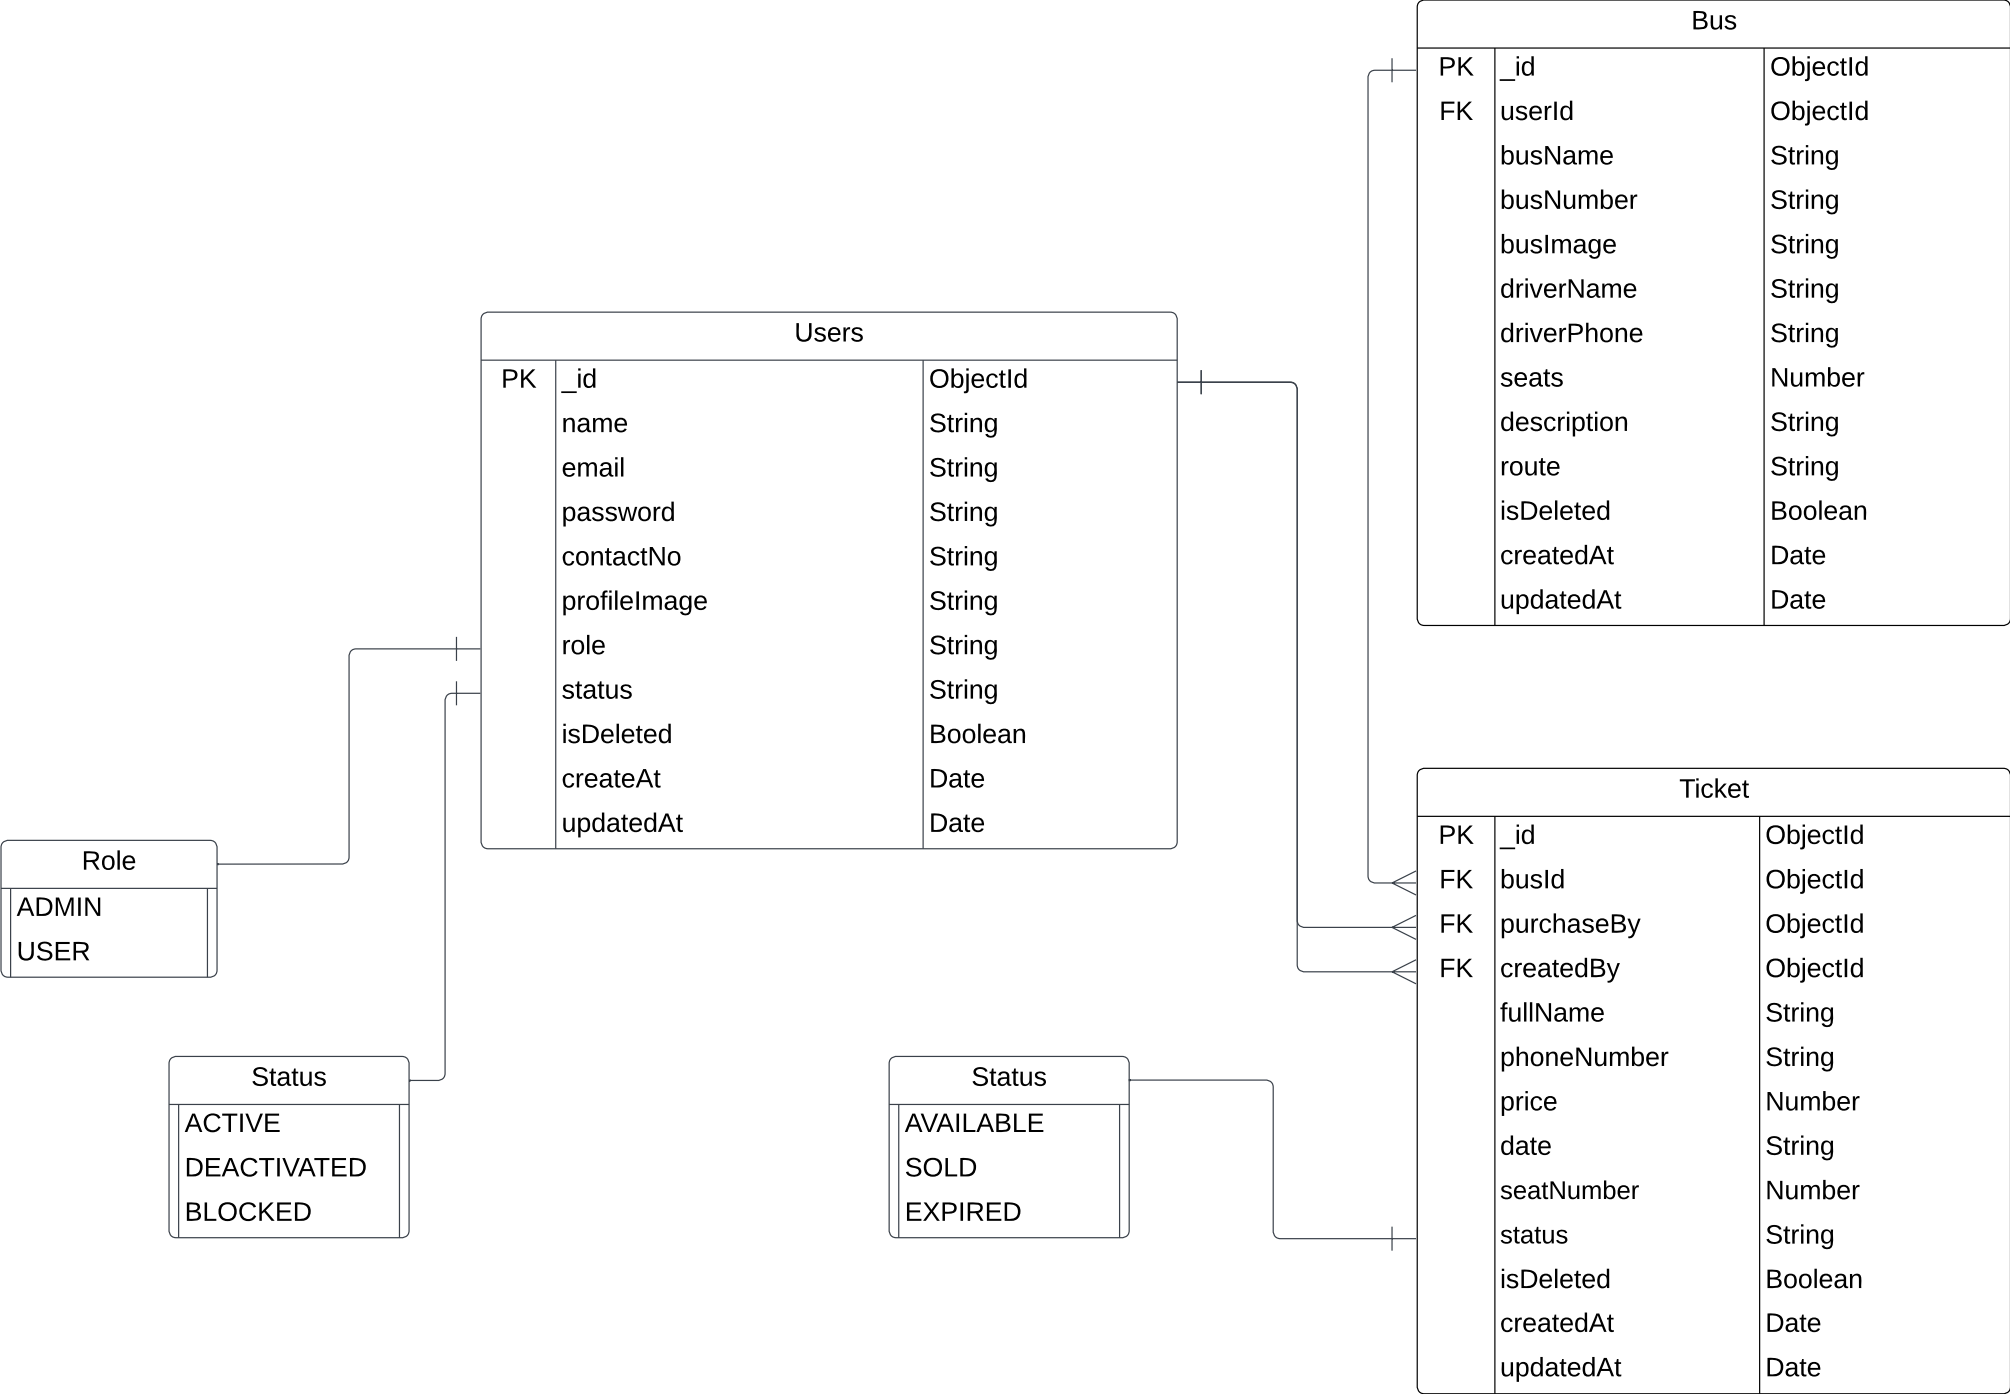 Bus
PK _id ObjectId
FK userId ObjectId
busName String
busNumber String
busImage String
driverName String
driverPhone String
seats Number
description String
route String
isDeleted Boolean
createdAt Date
updatedAt Date
Users
PK _id ObjectId
name String
email String
password String
contactNo String
profileImage String
role String
status String
isDeleted Boolean
createAt Date
updatedAt Date
Role
ADMIN
USER
Status
ACTIVE
DEACTIVATED
BLOCKED
Status
AVAILABLE
SOLD
EXPIRED
Ticket
PK _id ObjectId
FK busId ObjectId
FK purchaseBy ObjectId
FK createdBy ObjectId
fullName String
phoneNumber String
price Number
date String
seatNumber Number
status String
isDeleted Boolean
createdAt Date
updatedAt Date